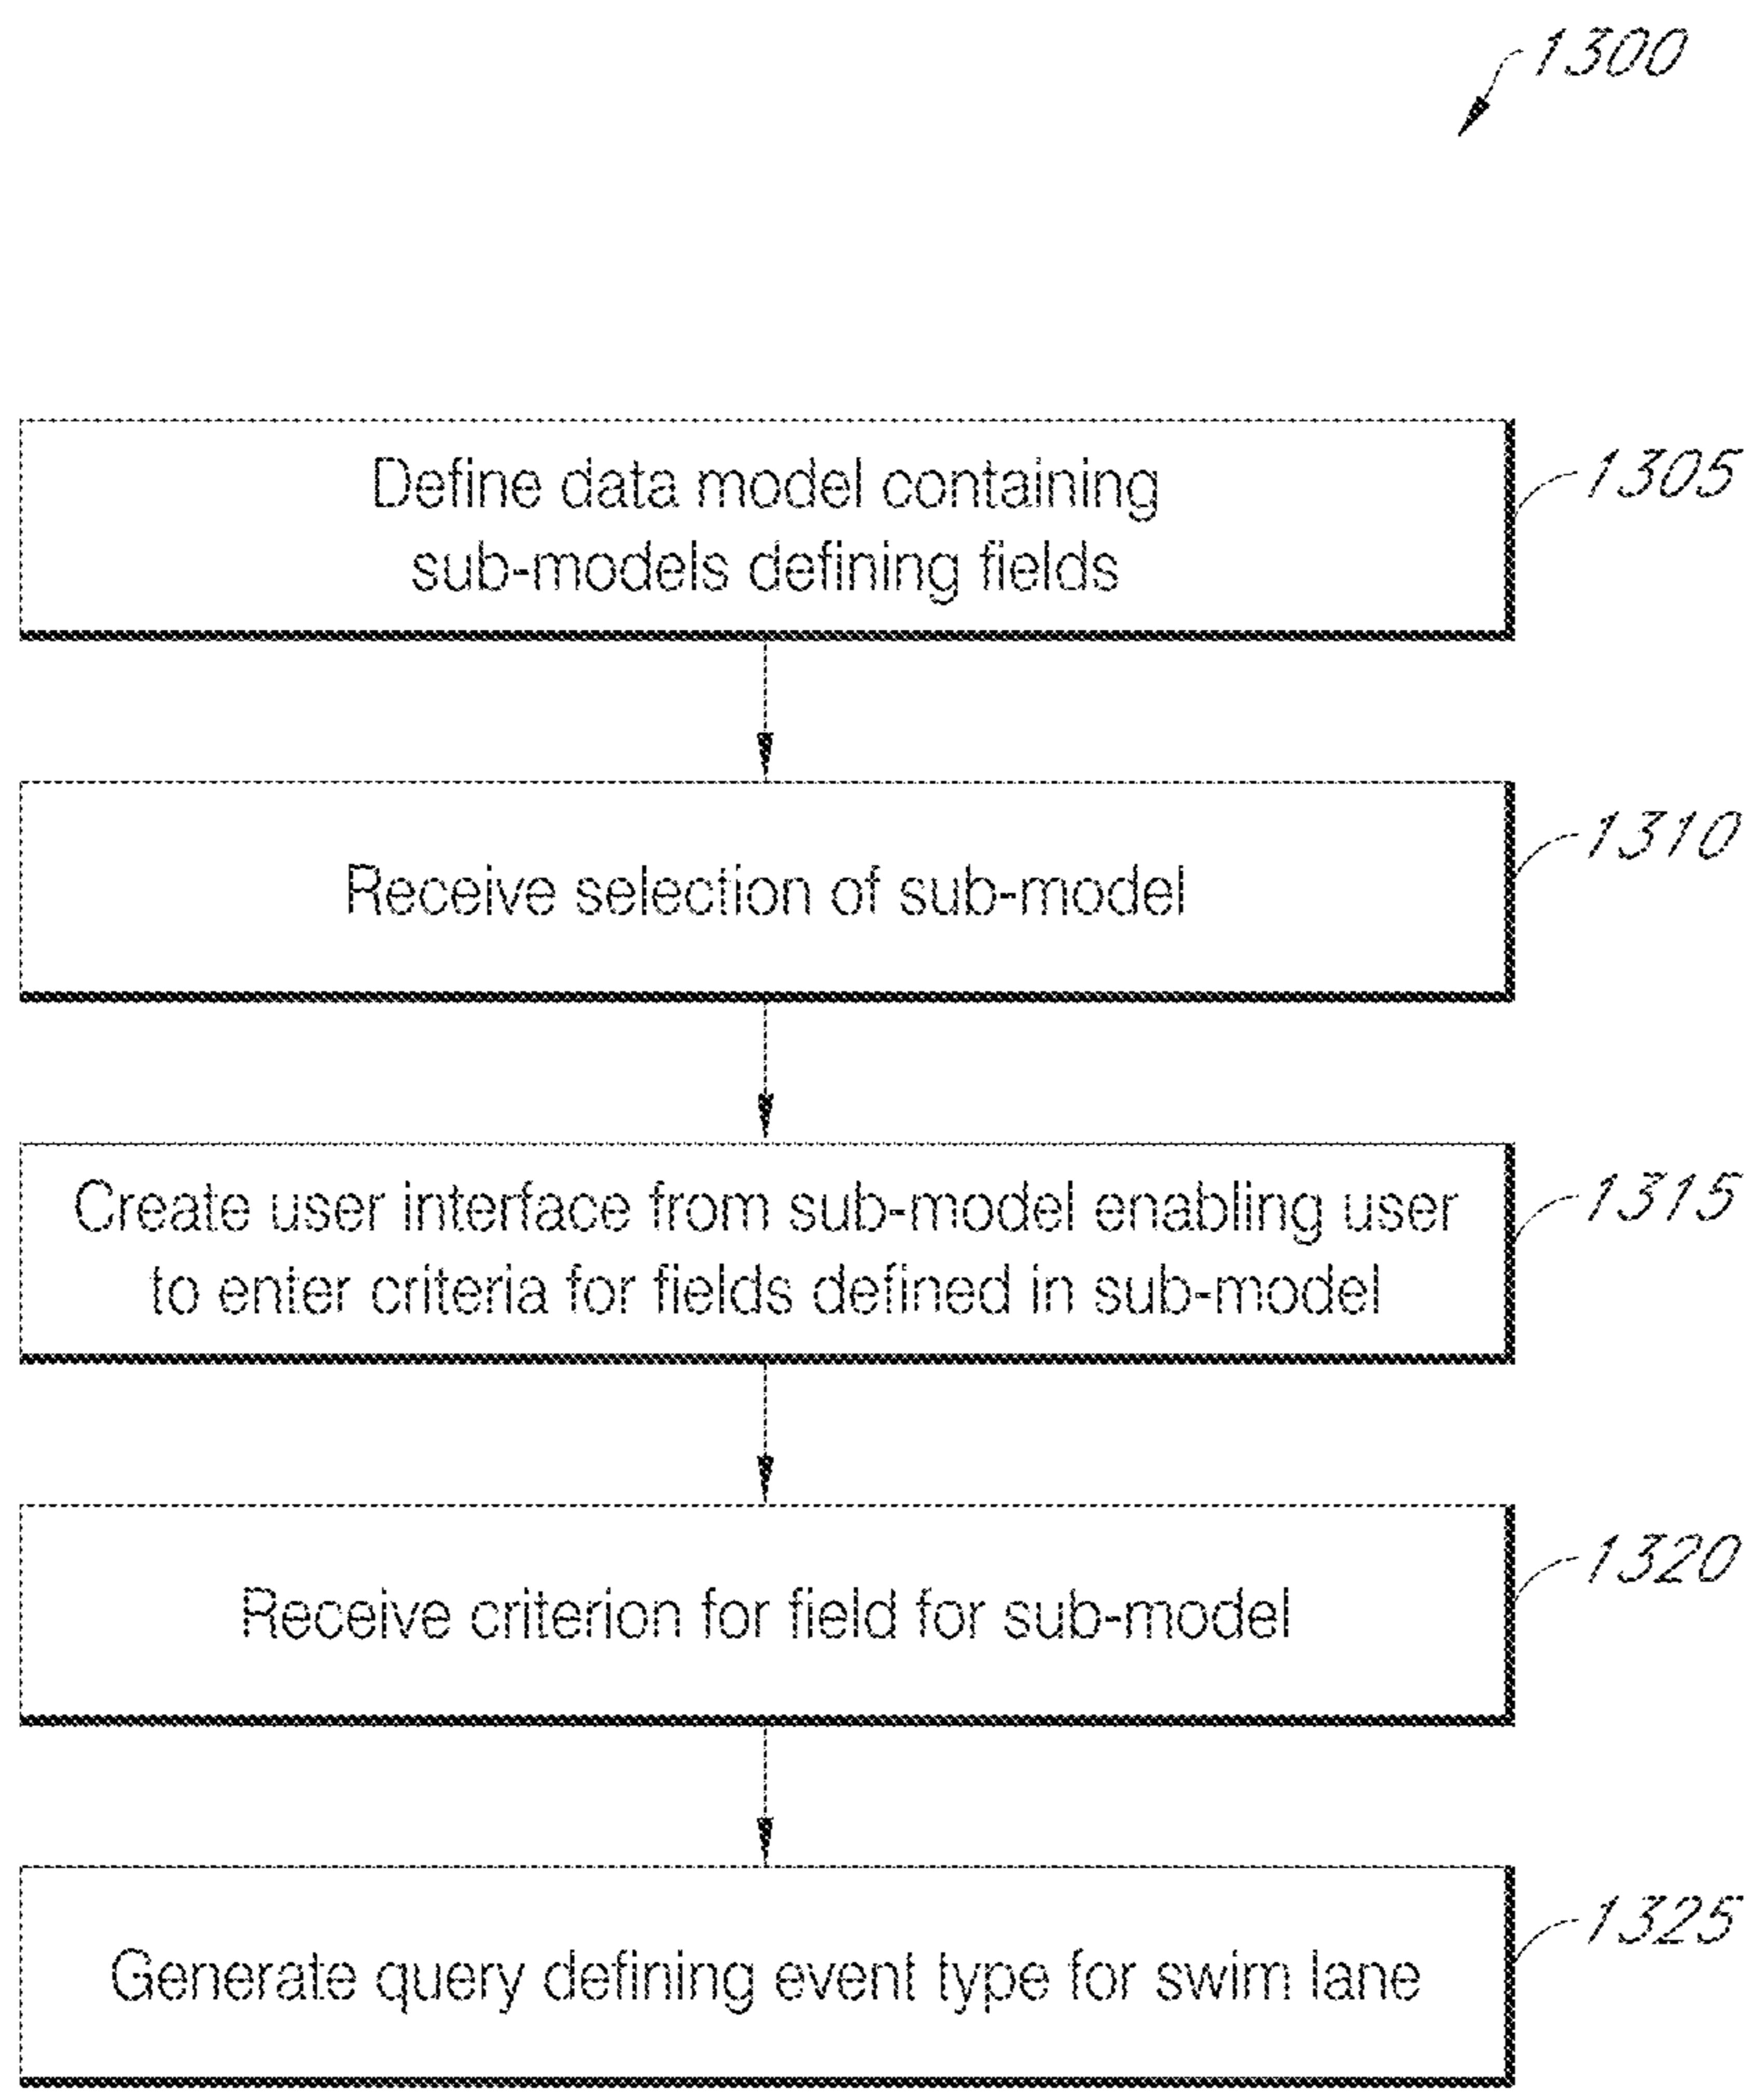 1300
Define data model containing
sub-models defining fields
1305
Receive selection of sub-model
1310
Create user interface from sub-model enabling user
to enter criteria for fields defined in sub-model
1315
Receive criterion for field for sub-model
1320
Generate query defining event type for swim lane
1325